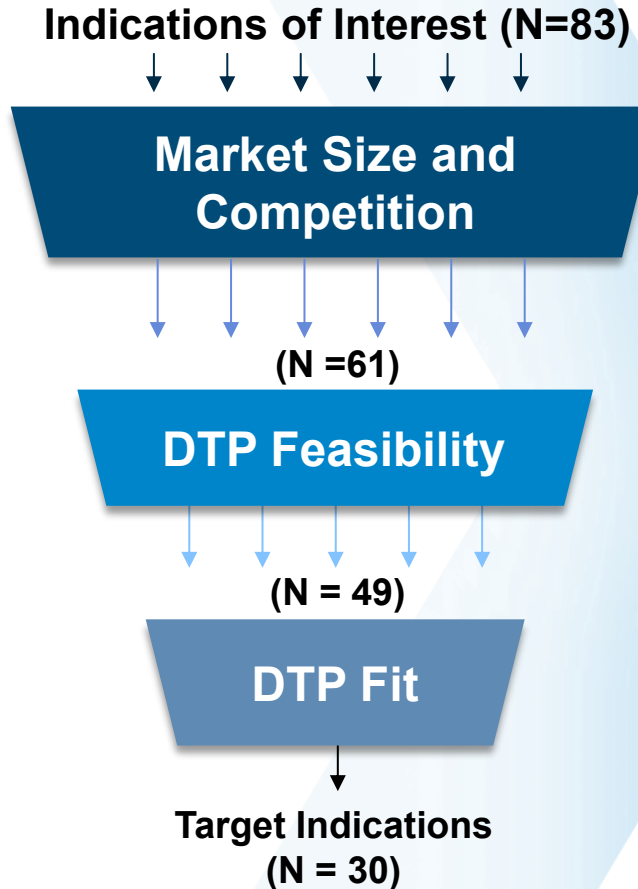 Indications of Interest (N=83)
Market Size and
Competition
(N =61)
DTP Feasibility
(N = 49)
DTP Fit
Target Indications
(N = 30)